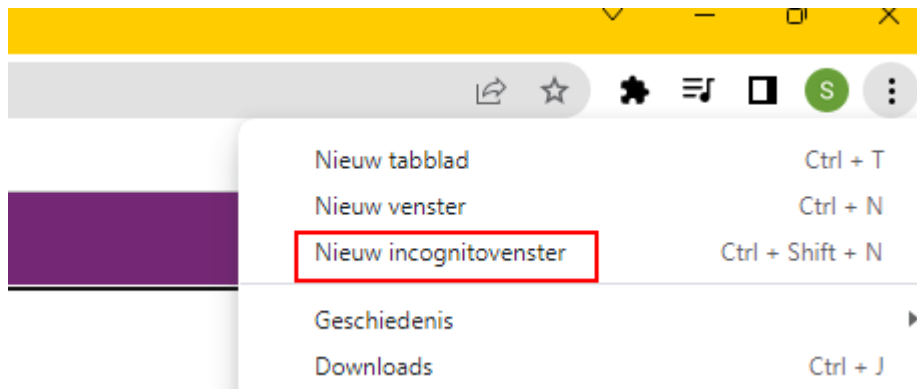 S
Nieuw tabblad Ctrl + T
Nieuw venster Ctrl + N
Nieuw incognitovenster Ctrl + Shift + N
Geschiedenis
Downloads Ctrl + J